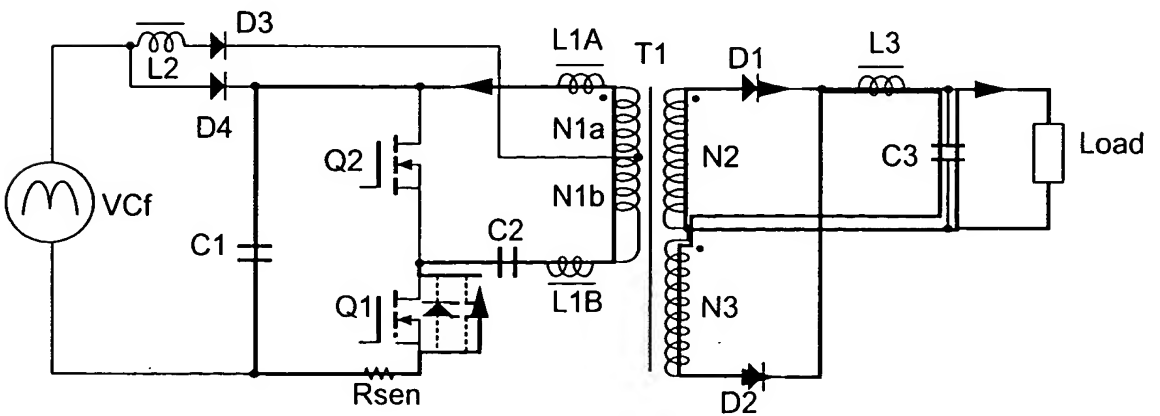 D3
L2
D4
VCf
C1
Q2
Q1
Rsen
C2
L1A
L1B
N1a
N1b
T1
N2
N3
D1
D2
L3
C3
Load